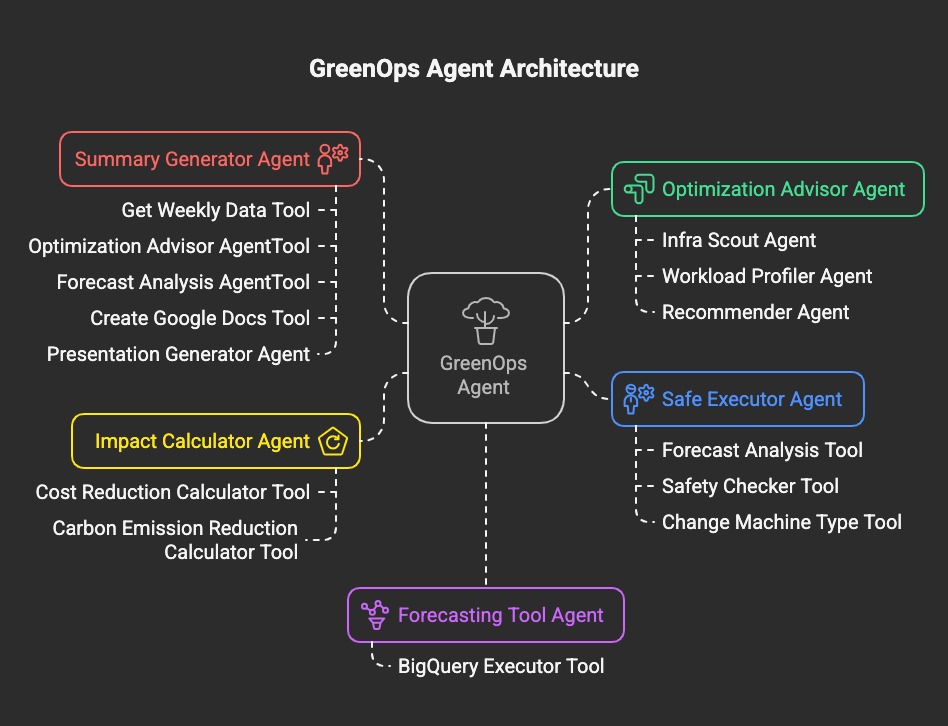 GreenOps Agent Architecture
Summary Generator Agent
Get Weekly Data Tool
Optimization Advisor AgentTool
Forecast Analysis AgentTool
Create Google Docs Tool
Presentation Generator Agent
Impact Calculator Agent
Cost Reduction Calculator Tool
Carbon Emission Reduction
Calculator Tool
GreenOps
Agent
Optimization Advisor Agent
Infra Scout Agent
Workload Profiler Agent
Recommender Agent
Safe Executor Agent
Forecast Analysis Tool
Safety Checker Tool
Change Machine Type Tool
Forecasting Tool Agent
BigQuery Executor Tool